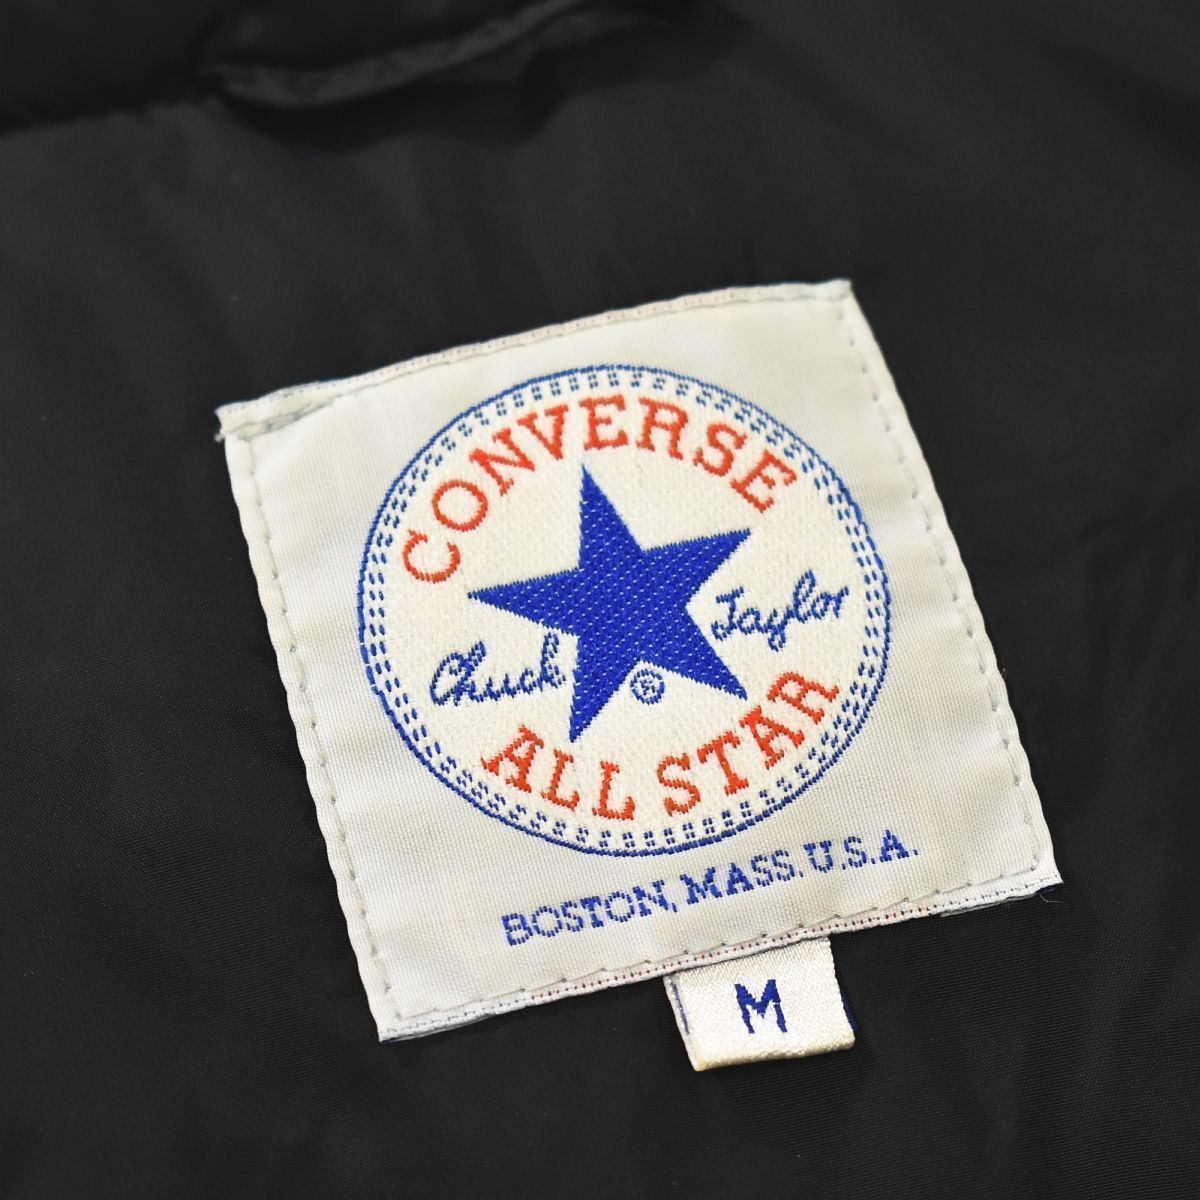 CONVERSE
Chuck Taylor
®
ALL STAR
BOSTON, MASS. U.S.A.
M